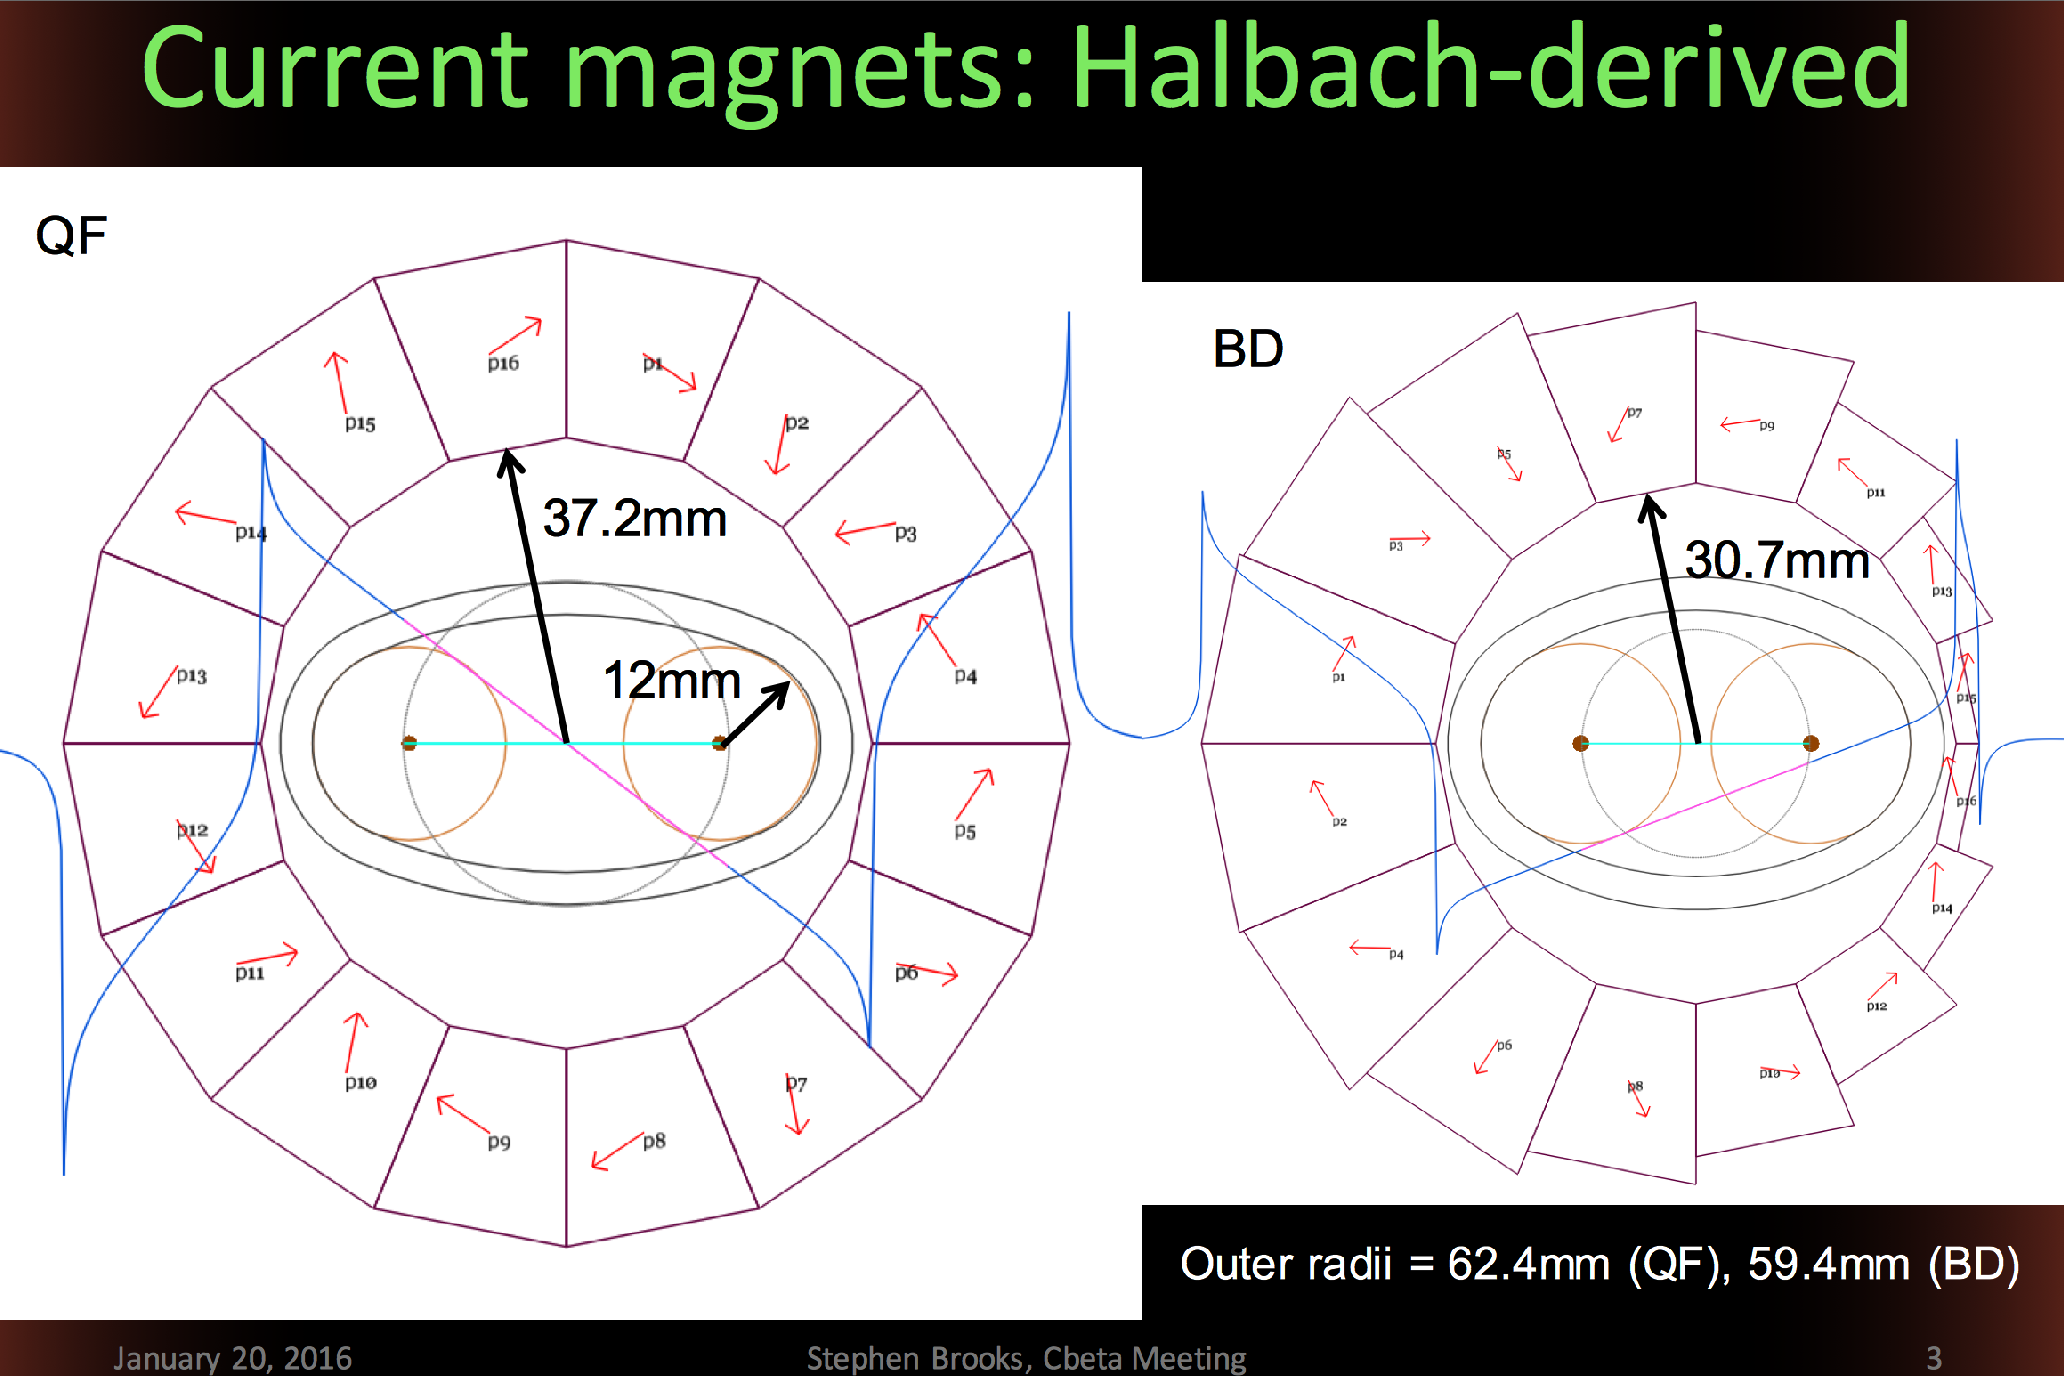 Current magnets: Halbach-derived
QF
p16
p1
p15
p2
p14
p3
p13
p4
p12
p5
p11
p6
p10
p7
p9
p8
37.2mm
12mm
BD
p7
p9
p5
p11
p3
p13
p1
p15
p2
p16
p4
p14
p6
p12
p8
p10
30.7mm
Outer radii = 62.4mm (QF), 59.4mm (BD)
January 20, 2016
Stephen Brooks, Cbeta Meeting
3